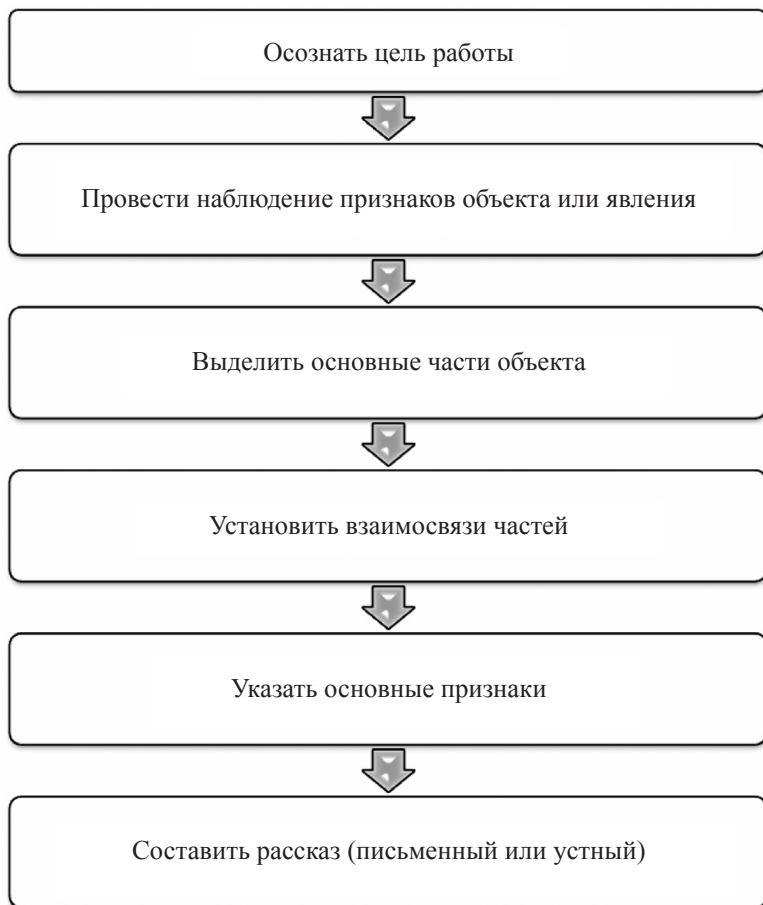 Осознать цель работы
Провести наблюдение признаков объекта или явления
Выделить основные части объекта
Установить взаимосвязи частей
Указать основные признаки
Составить рассказ (письменный или устный)